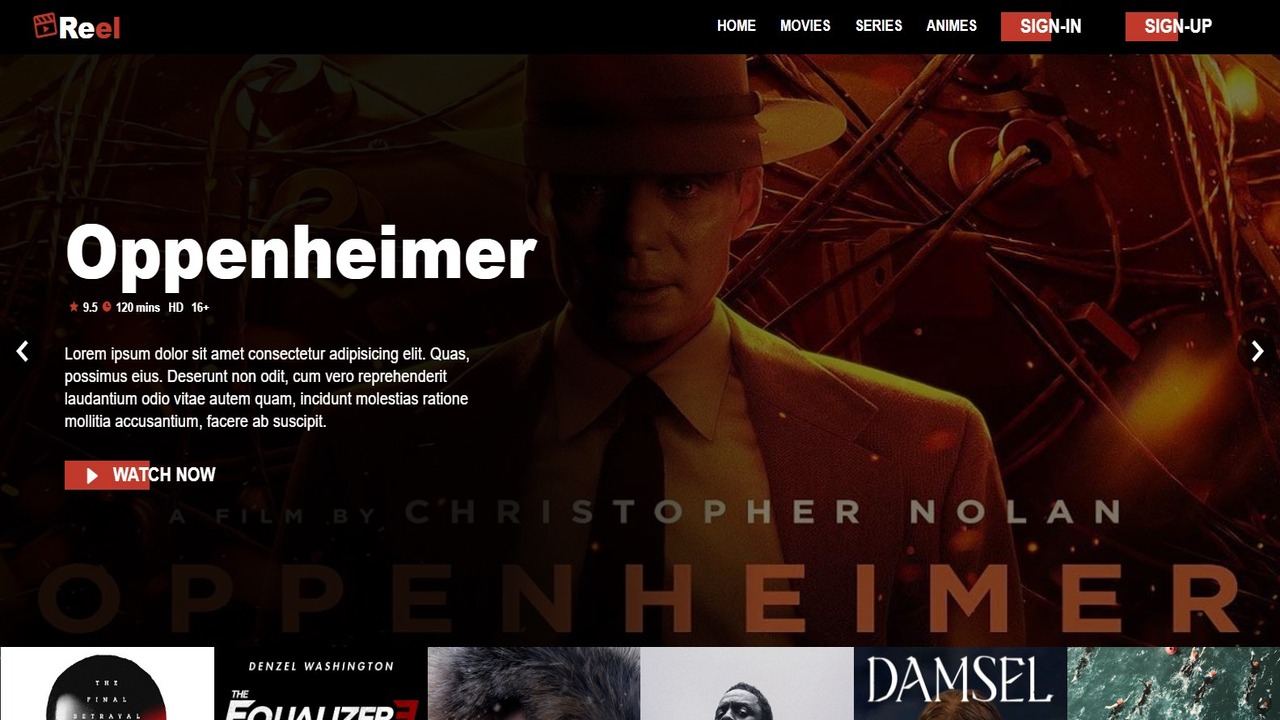 Reel
HOME MOVIES SERIES ANIMES SIGN-IN SIGN-UP
Oppenheimer
9.5 120 mins HD 16+
Lorem ipsum dolor sit amet consectetur adipisicing elit. Quas,
possimus eius. Deserunt non odit, cum vero reprehenderit
laudantium odio vitae autem quam, incidunt molestias ratione
mollitia accusantium, facere ab suscipit.
WATCH NOW
A FILM BY CHRISTOPHER NOLAN
OPPENHEIMER
THE
FINAL
BETRAYAL
DENZEL WASHINGTON
THE
EQUALIZER3
DAMSEL